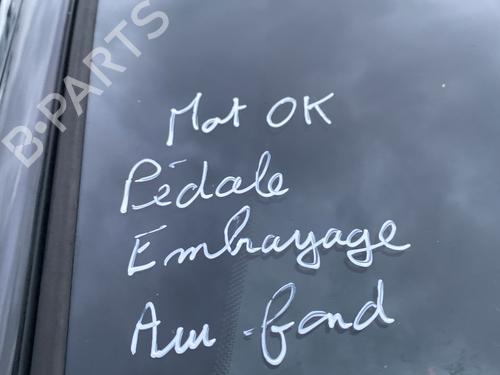 B-PARTS
Mot OK
Pédale
Embrayage
Au fond